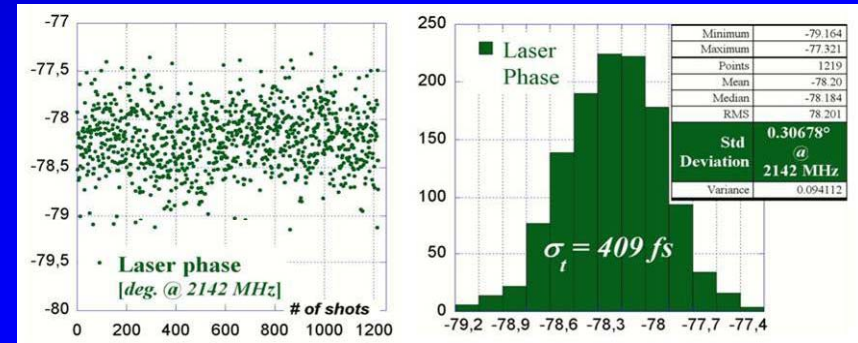 -77
-77,5
-78
-78,5
-79
-79,5
-80
Laser phase
[deg. @ 2142 MHz]
# of shots
0 200 400 600 800 1000 1200
250
200
150
100
50
0
Laser
Phase
σt = 409 fs
-79,2 -78,9 -78,6 -78,3 -78 -77,7 -77,4
Minimum -79.164
Maximum -77.321
Points 1219
Mean -78.20
Median -78.184
RMS 78.201
Std Deviation 0.30678° @ 2142 MHz
Variance 0.094112